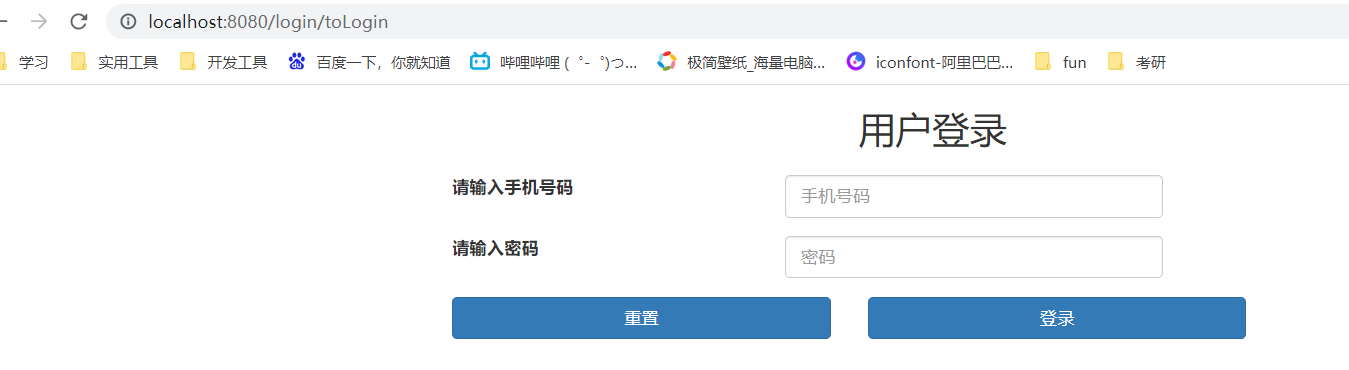 localhost:8080/login/toLogin
学习 实用工具 开发工具 百度一下，你就知道 哔哩哔哩 ( ゜- ゜)つ... 极简壁纸_海量电脑... iconfont-阿里巴巴... fun 考研
用户登录
请输入手机号码 手机号码
请输入密码 密码
重置 登录